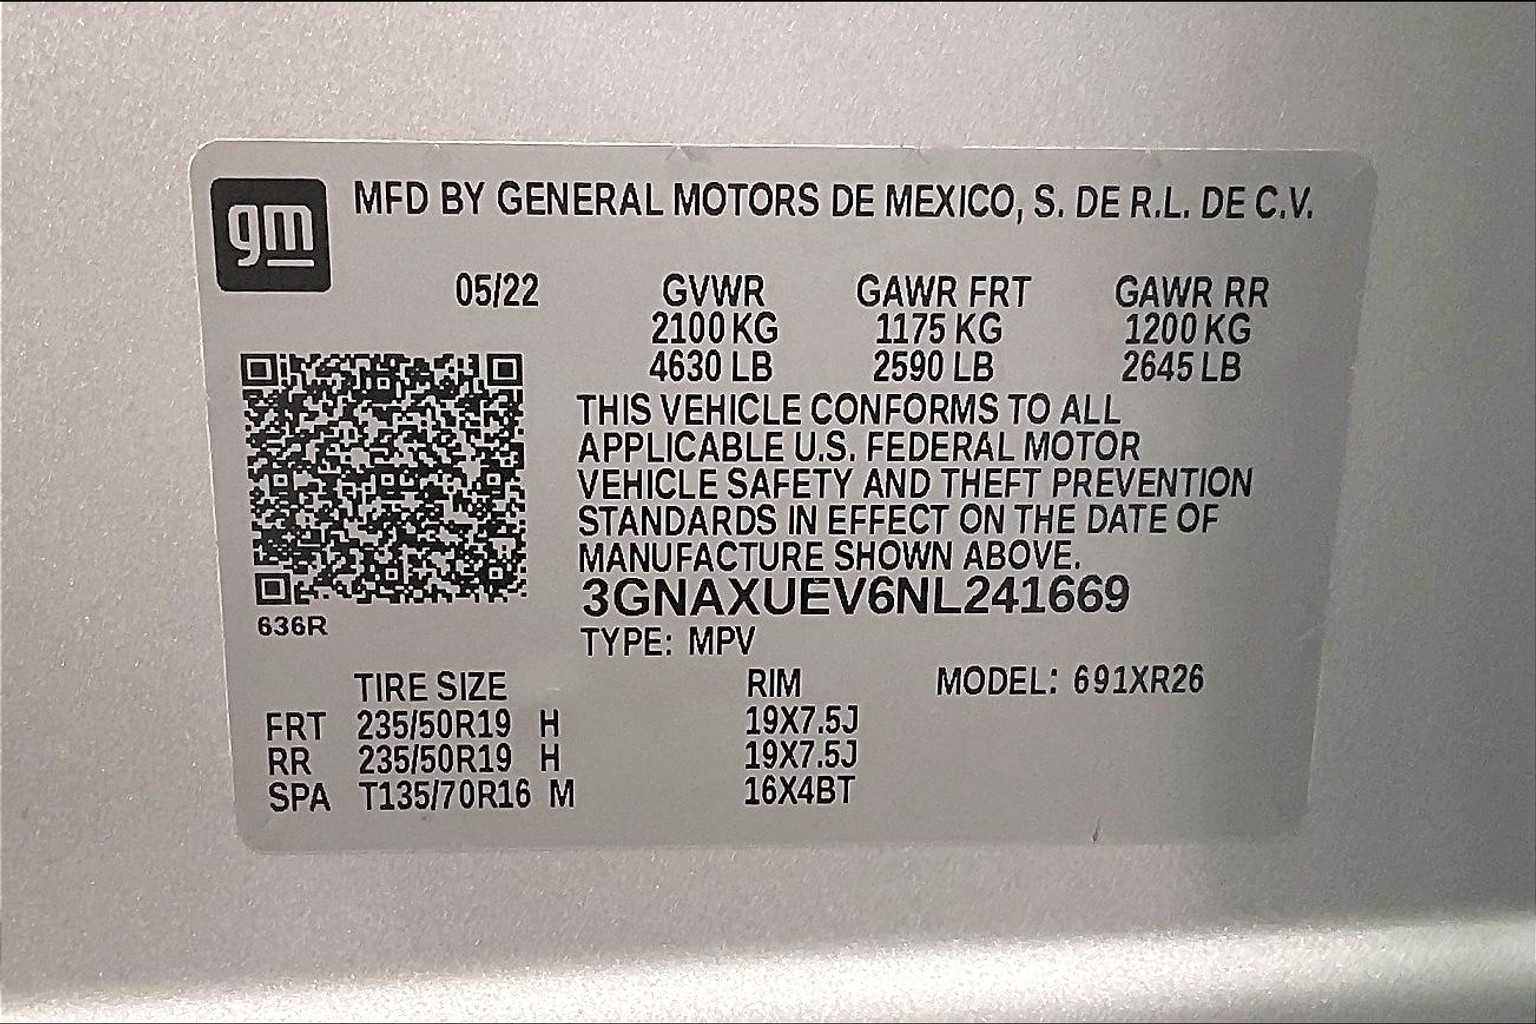 gm
MFD BY GENERAL MOTORS DE MEXICO, S. DE R.L. DE C.V.
05/22 GVWR GAWR FRT GAWR RR
2100 KG 1175 KG 1200 KG
4630 LB 2590 LB 2645 LB
THIS VEHICLE CONFORMS TO ALL
APPLICABLE U.S. FEDERAL MOTOR
VEHICLE SAFETY AND THEFT PREVENTION
STANDARDS IN EFFECT ON THE DATE OF
MANUFACTURE SHOWN ABOVE.
3GNAXUEV6NL241669
636R
TYPE: MPV
TIRE SIZE RIM MODEL: 691XR26
FRT 235/50R19 H 19X7.5J
RR 235/50R19 H 19X7.5J
SPA T135/70R16 M 16X4BT